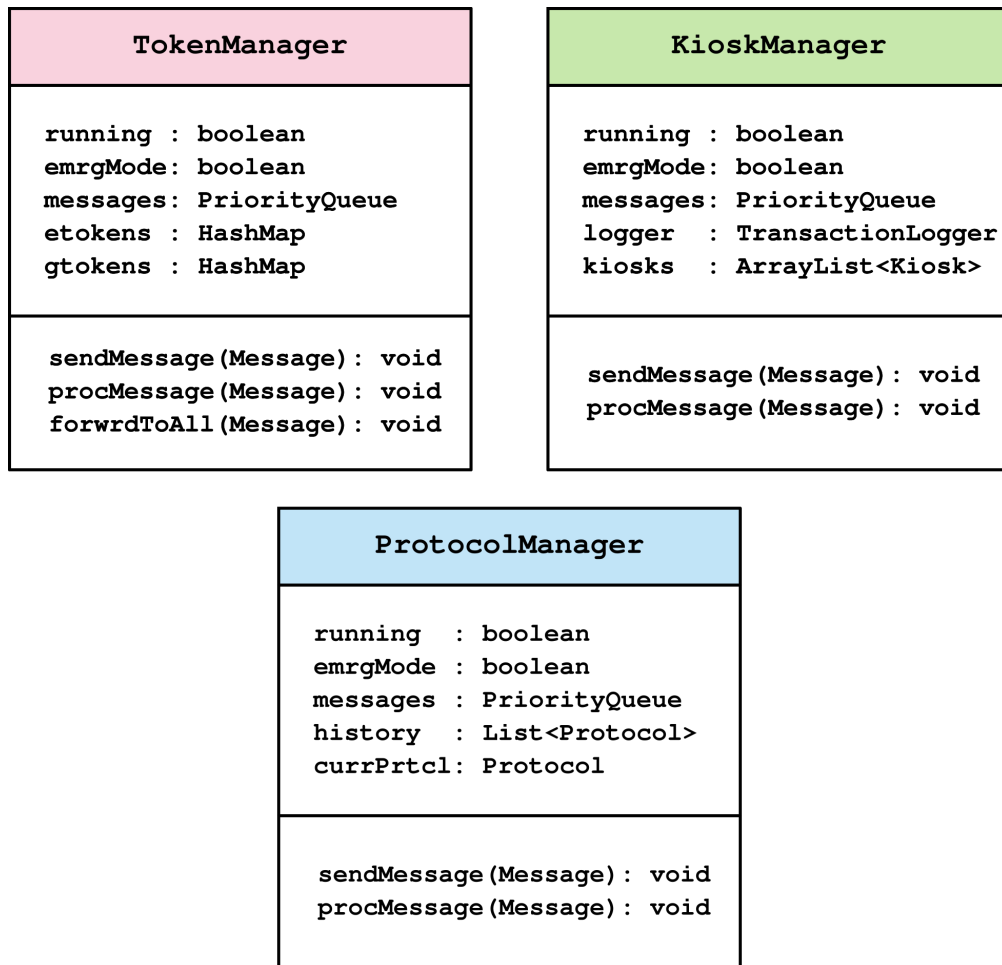 TokenManager
running : boolean
emrgMode: boolean
messages: PriorityQueue
etokens : HashMap
gtokens : HashMap
sendMessage(Message): void
procMessage(Message): void
forwrdToAll(Message): void
KioskManager
running : boolean
emrgMode: boolean
messages: PriorityQueue
logger : TransactionLogger
kiosks : ArrayList<Kiosk>
sendMessage(Message): void
procMessage(Message): void
ProtocolManager
running : boolean
emrgMode : boolean
messages : PriorityQueue
history : List<Protocol>
currPrtcl: Protocol
sendMessage(Message): void
procMessage(Message): void